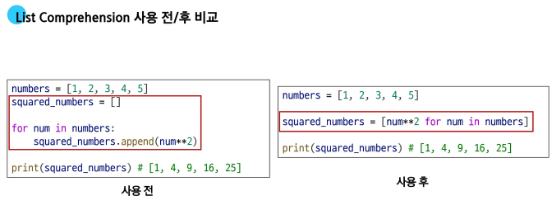 List Comprehension 사용 전/후 비교
numbers = [1, 2, 3, 4, 5]
squared_numbers = []
for num in numbers:
    squared_numbers.append(num**2)
print(squared_numbers) # [1, 4, 9, 16, 25]
사용 전
numbers = [1, 2, 3, 4, 5]
squared_numbers = [num**2 for num in numbers]
print(squared_numbers) # [1, 4, 9, 16, 25]
사용 후